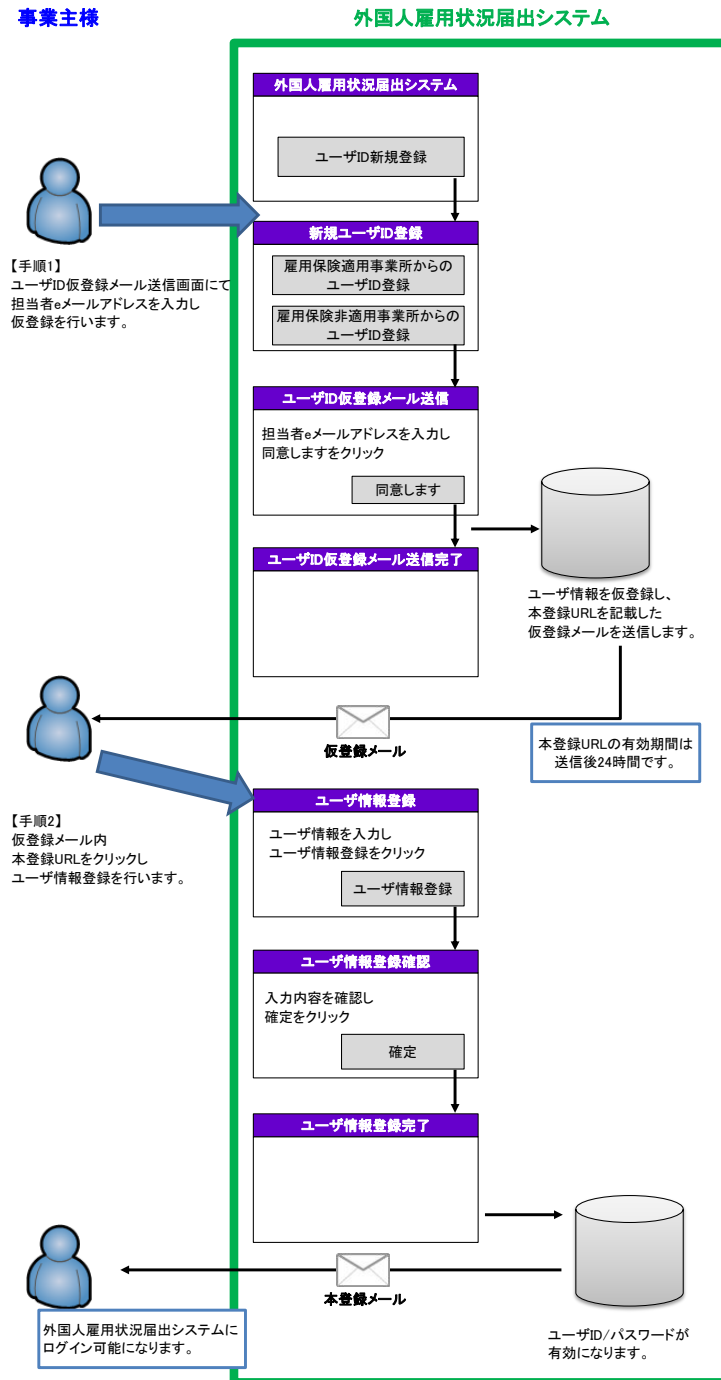 事業主様
外国人雇用状況届出システム
外国人雇用状況届出システム
ユーザID新規登録
【手順1】
ユーザID仮登録メール送信画面にて
担当者eメールアドレスを入力し
仮登録を行います。
新規ユーザID登録
雇用保険適用事業所からの
ユーザID登録
雇用保険非適用事業所からの
ユーザID登録
ユーザID仮登録メール送信
担当者eメールアドレスを入力し
同意しますをクリック
同意します
ユーザID仮登録メール送信完了
ユーザ情報を仮登録し、
本登録URLを記載した
仮登録メールを送信します。
仮登録メール
本登録URLの有効期間は
送信後24時間です。
【手順2】
仮登録メール内
本登録URLをクリックし
ユーザ情報登録を行います。
ユーザ情報登録
ユーザ情報を入力し
ユーザ情報登録をクリック
ユーザ情報登録
ユーザ情報登録確認
入力内容を確認し
確定をクリック
確定
ユーザ情報登録完了
本登録メール
外国人雇用状況届出システムに
ログイン可能になります。
ユーザID/パスワードが
有効になります。